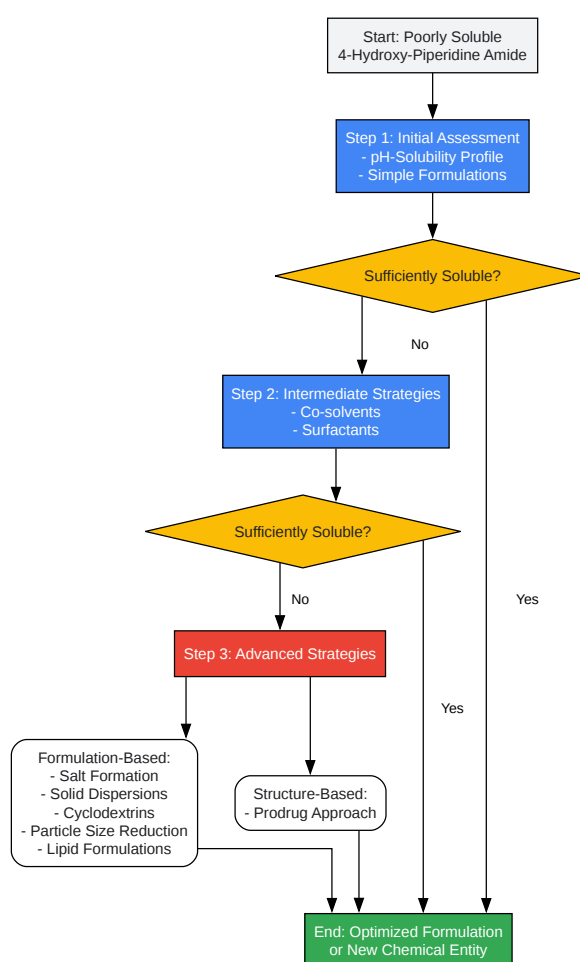 Start: Poorly Soluble
4-Hydroxy-Piperidine Amide
Step 1: Initial Assessment
- pH-Solubility Profile
- Simple Formulations
Sufficiently Soluble?
No
Step 2: Intermediate Strategies
- Co-solvents
- Surfactants
Sufficiently Soluble?
No
Yes
Step 3: Advanced Strategies
Yes
Formulation-Based:
- Salt Formation
- Solid Dispersions
- Cyclodextrins
- Particle Size Reduction
- Lipid Formulations
Structure-Based:
- Prodrug Approach
End: Optimized Formulation
or New Chemical Entity